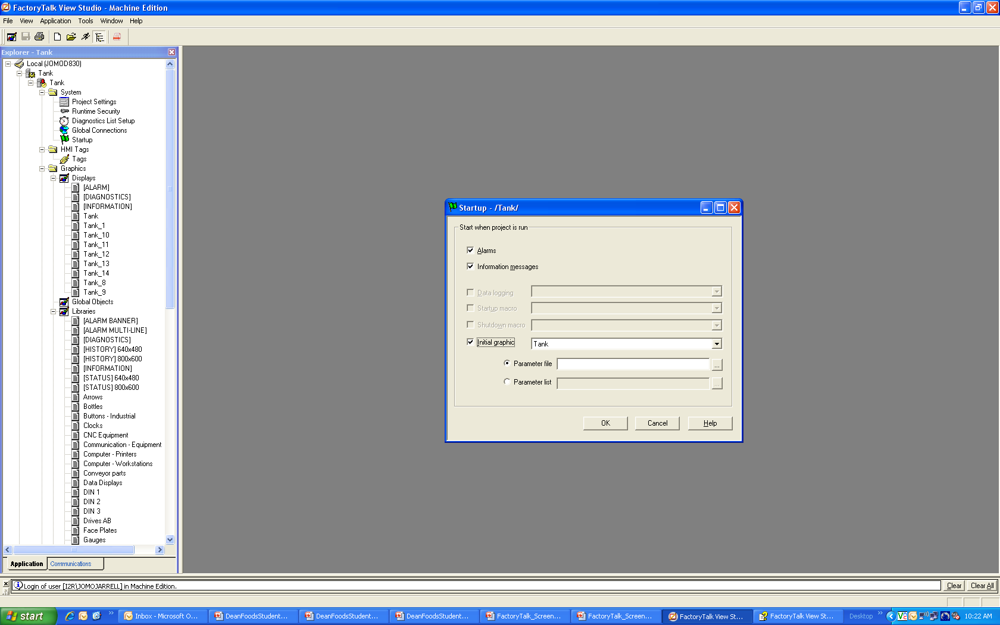 FactoryTalk View Studio - Machine Edition
File View Application Tools Window Help
Explorer - Tank
Local (JOMOD830)
Tank
Tank
System
Project Settings
Runtime Security
Diagnostics List Setup
Global Connections
Startup
HMI Tags
Tags
Graphics
Displays
[ALARM]
[DIAGNOSTICS]
[INFORMATION]
Tank
Tank_1
Tank_10
Tank_11
Tank_12
Tank_13
Tank_14
Tank_8
Tank_9
Global Objects
Libraries
[ALARM BANNER]
[ALARM MULTI-LINE]
[DIAGNOSTICS]
[HISTORY] 640x480
[HISTORY] 800x600
[INFORMATION]
[STATUS] 640x480
[STATUS] 800x600
Arrows
Bottles
Buttons - Industrial
Clocks
CNC Equipment
Communication - Equipment
Computer - Printers
Computer - Workstations
Conveyor parts
Data Displays
DIN 1
DIN 2
DIN 3
Drives AB
Face Plates
Gauges
Application Communications
Startup - /Tank/
Start when project is run
Alarms
Information messages
Data logging
Startup macro
Shutdown macro
Initial graphic Tank
Parameter file ...
Parameter list ...
OK Cancel Help
Login of user [I2R\JOMOJARRELL] in Machine Edition.
Clear Clear All
start Inbox - Microsoft O... DeanFoodsStudent... DeanFoodsStudent... DeanFoodsStudent... FactoryTalk_Screen... FactoryTalk_Screen... FactoryTalk View St... FactoryTalk View St... Desktop 10:22 AM